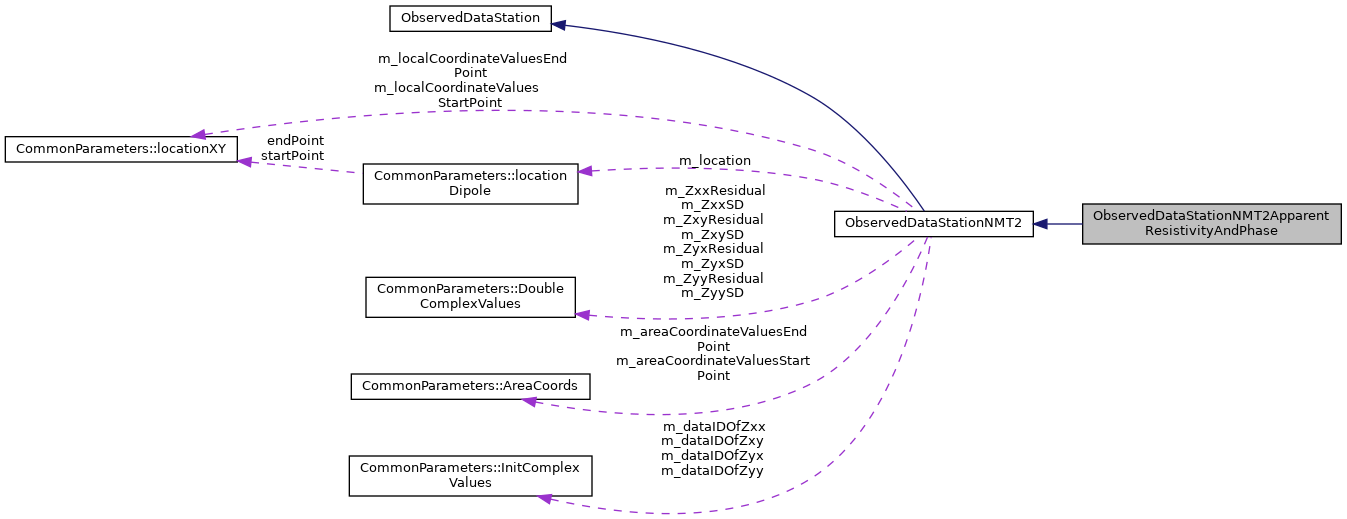 ObservedDataStation
m_localCoordinateValuesEnd
Point
m_localCoordinateValues
StartPoint
CommonParameters::locationXY
endPoint
startPoint
CommonParameters::location
Dipole
m_location
m_ZxxResidual
m_ZxxSD
m_ZxyResidual
m_ZxySD
m_ZyxResidual
m_ZyxSD
m_ZyyResidual
m_ZyySD
ObservedDataStationNMT2
ObservedDataStationNMT2Apparent
ResistivityAndPhase
CommonParameters::Double
ComplexValues
m_areaCoordinateValuesEnd
Point
m_areaCoordinateValuesStart
Point
CommonParameters::AreaCoords
m_dataIDOfZxx
m_dataIDOfZxy
m_dataIDOfZyx
m_dataIDOfZyy
CommonParameters::InitComplex
Values